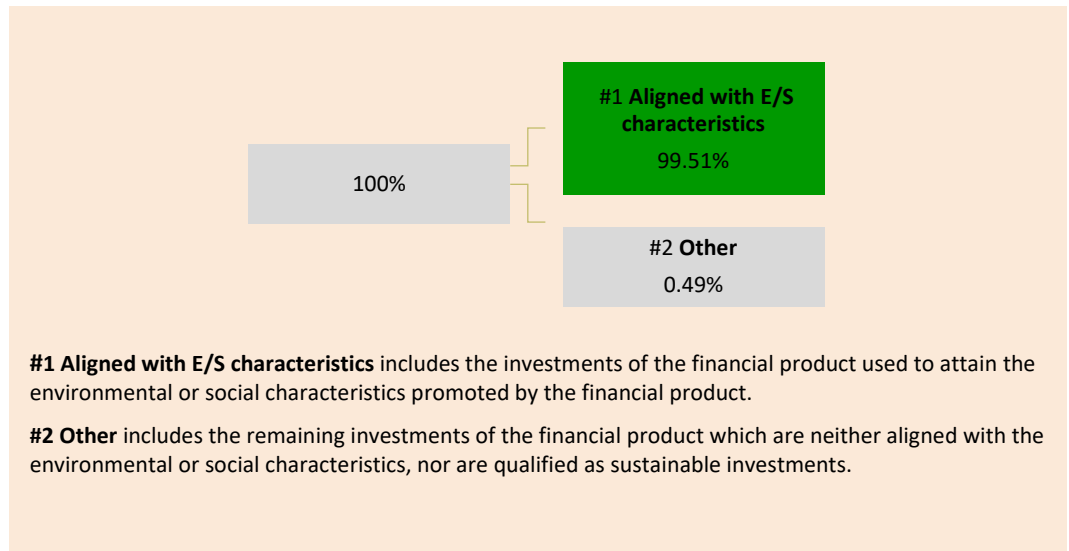 #1 Aligned with E/S
characteristics
99.51%
100%
#2 Other
0.49%
#1 Aligned with E/S characteristics includes the investments of the financial product used to attain the
environmental or social characteristics promoted by the financial product.
#2 Other includes the remaining investments of the financial product which are neither aligned with the
environmental or social characteristics, nor are qualified as sustainable investments.